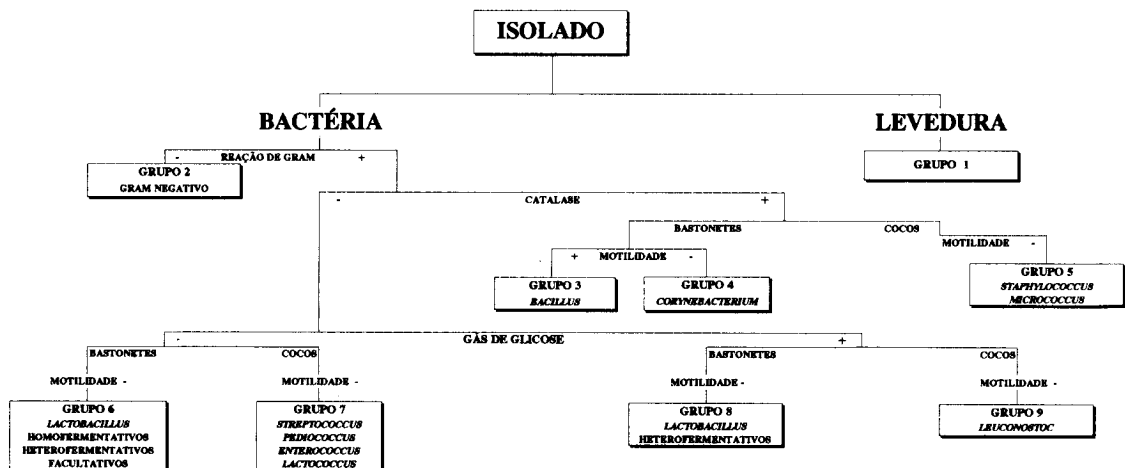 ISOLADO
BACTÉRIA LEVEDURA
- REAÇÃO DE GRAM +
GRUPO 2
GRAM NEGATIVO
GRUPO 1
- CATALASE +
BASTONETES COCOS
+ MOTILIDADE -
MOTILIDADE -
GRUPO 3
BACILLUS
GRUPO 4
CORYNEBACTERIUM
GRUPO 5
STAPHYLOCOCCUS
MICROCOCCUS
- GÁS DE GLICOSE +
BASTONETES COCOS BASTONETES COCOS
MOTILIDADE - MOTILIDADE - MOTILIDADE - MOTILIDADE -
GRUPO 6
LACTOBACILLUS
HOMOFERMENTATIVOS
HETEROFERMENTATIVOS
FACULTATIVOS
GRUPO 7
STREPTOCOCCUS
PEDIOCOCCUS
ENTEROCOCCUS
LACTOCOCCUS
GRUPO 8
LACTOBACILLUS
HETEROFERMENTATIVOS
GRUPO 9
LEUCONOSTOC